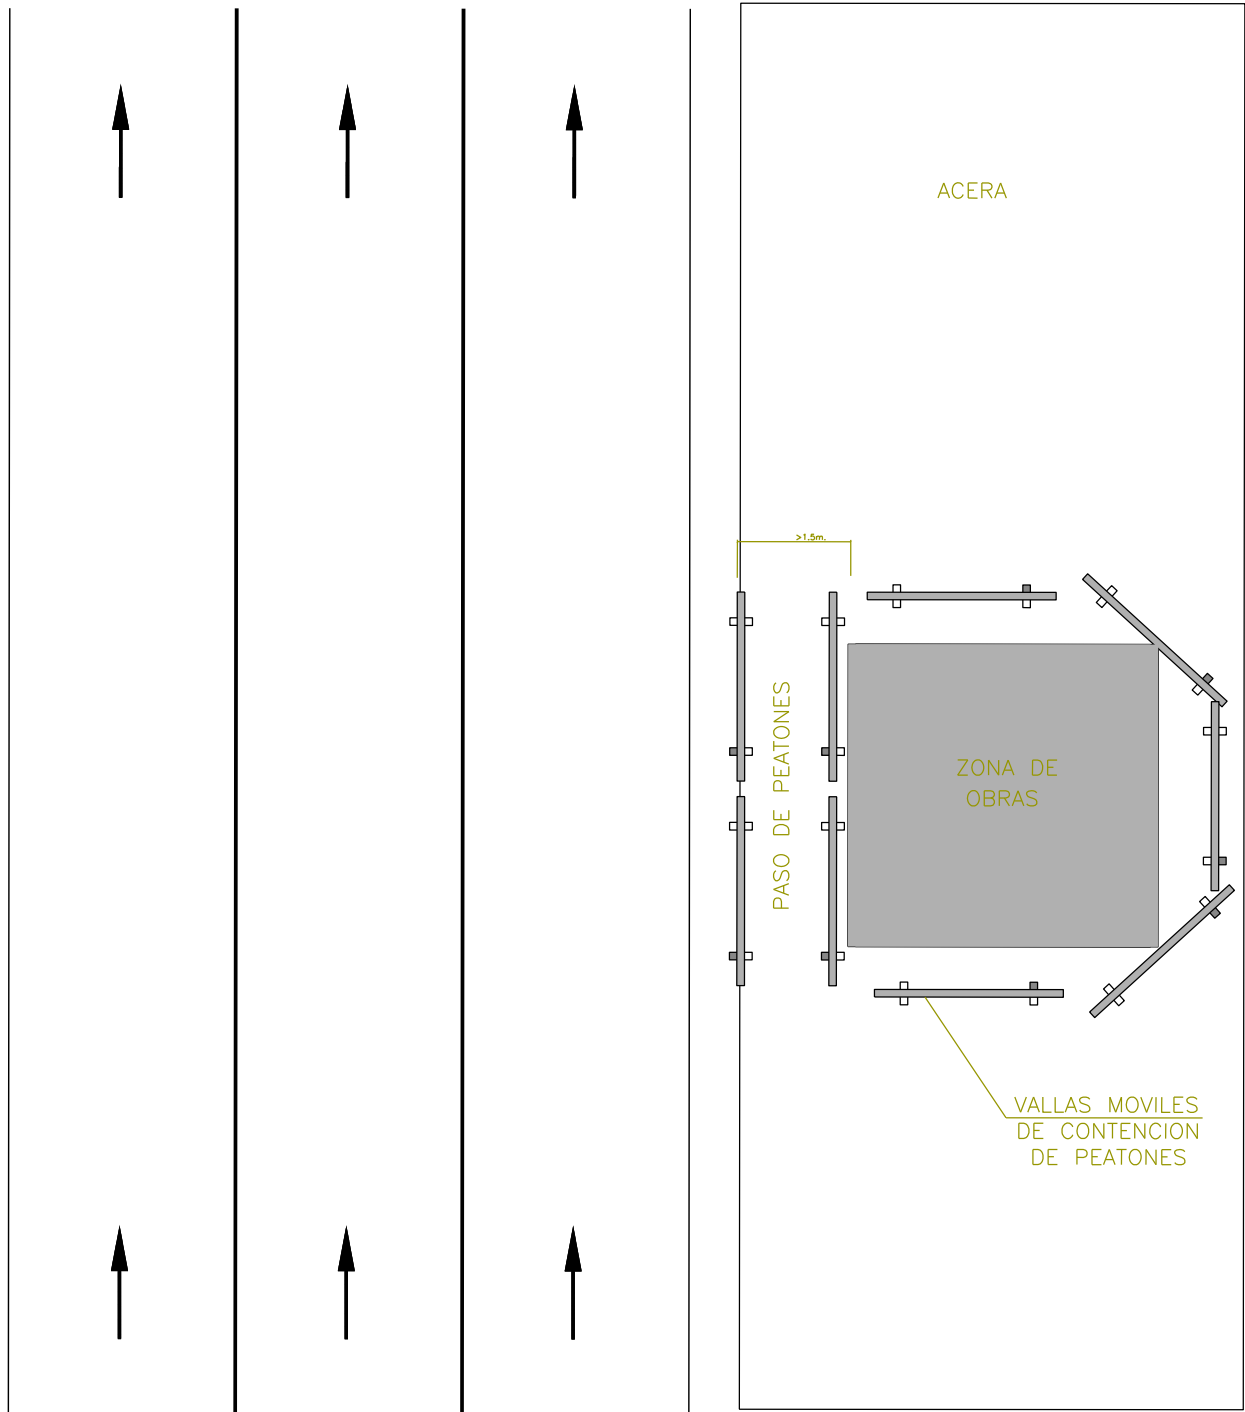 ACERA
>1,5m.
PASO DE PEATONES
ZONA DE
OBRAS
VALLAS MOVILES
DE CONTENCION
DE PEATONES